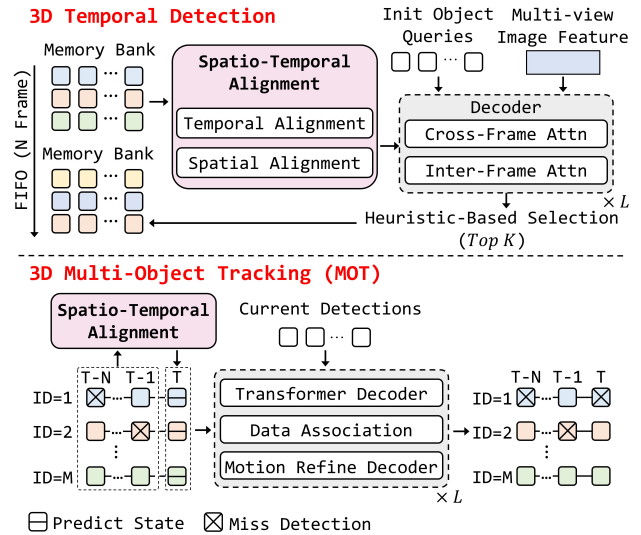 3D Temporal Detection
Memory Bank
Spatio-Temporal
Alignment
Temporal Alignment
Spatial Alignment
Init Object
Queries
Multi-view
Image Feature
Decoder
Cross-Frame Attn
Inter-Frame Attn
× L
FIFO (N Frame)
Memory Bank
Heuristic-Based Selection
(Top K)
3D Multi-Object Tracking (MOT)
Spatio-Temporal
Alignment
Current Detections
T-N T-1 T
ID=1
ID=2
ID=M
Transformer Decoder
Data Association
Motion Refine Decoder
× L
T-N T-1 T
ID=1
ID=2
ID=M
Predict State
Miss Detection